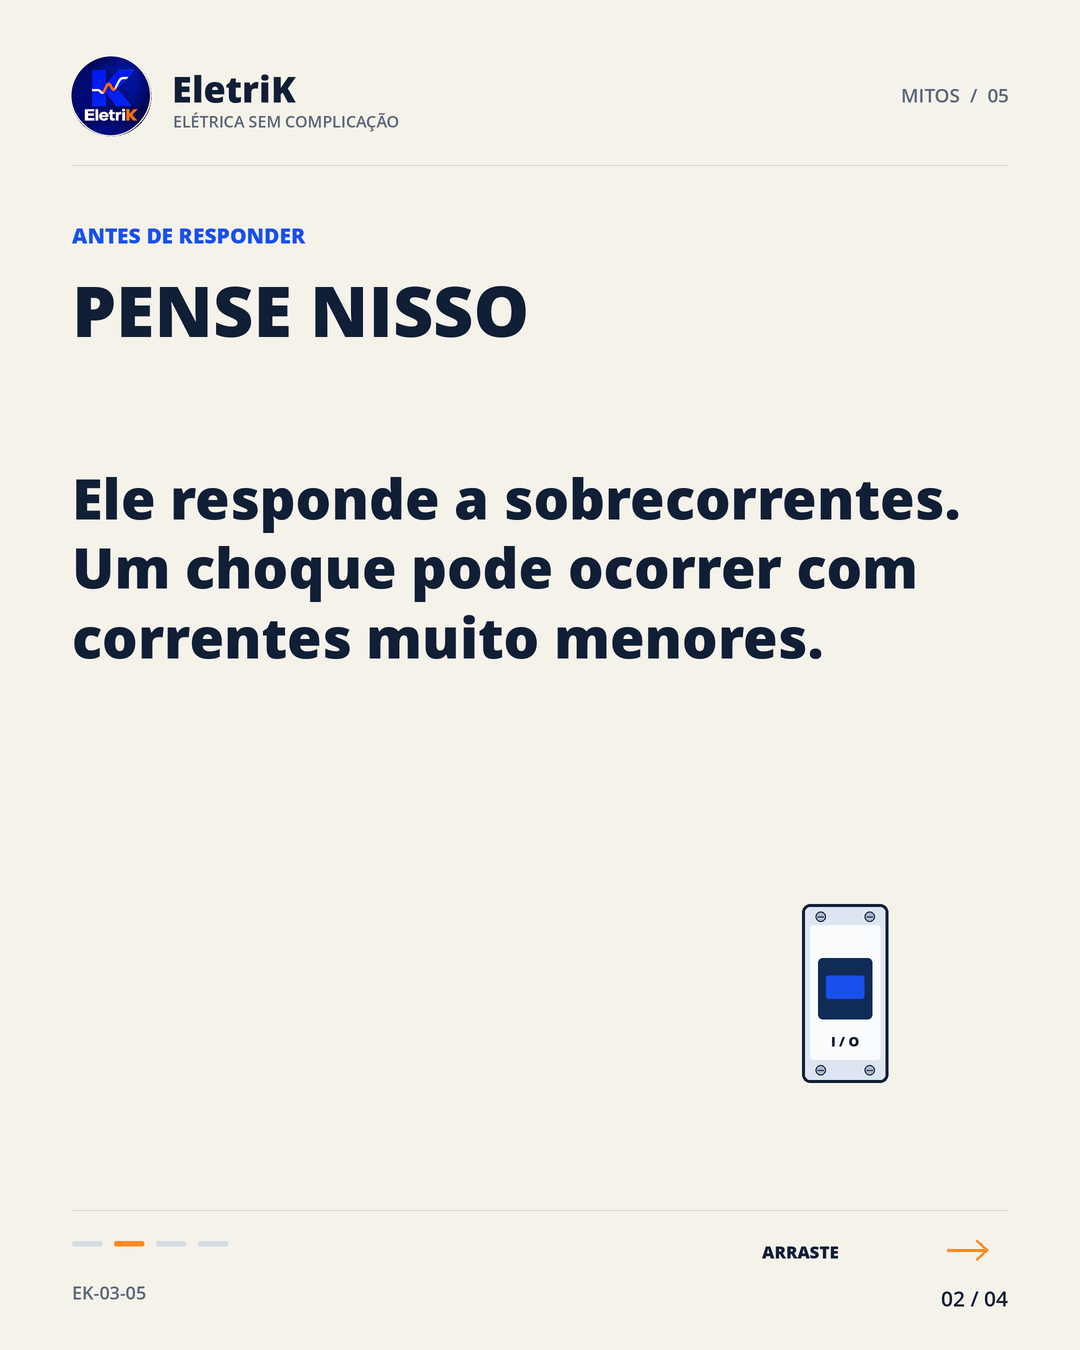 EletriK
EletriK
ELÉTRICA SEM COMPLICAÇÃO
MITOS / 05
ANTES DE RESPONDER
PENSE NISSO
Ele responde a sobrecorrentes.
Um choque pode ocorrer com
correntes muito menores.
I / O
ARRASTE
EK-03-05
02 / 04